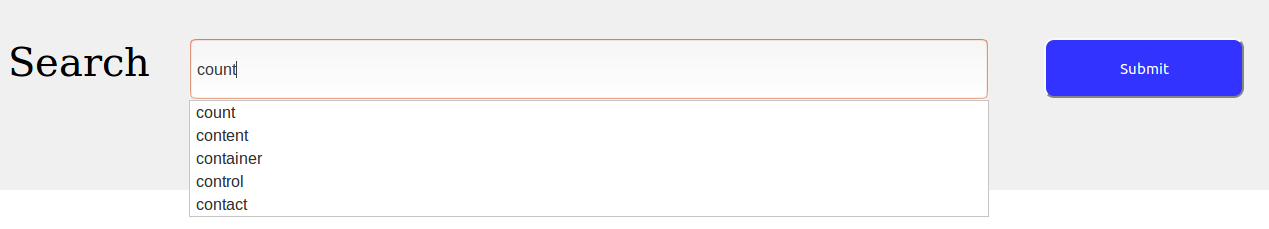 Search
count
Submit
count
content
container
control
contact